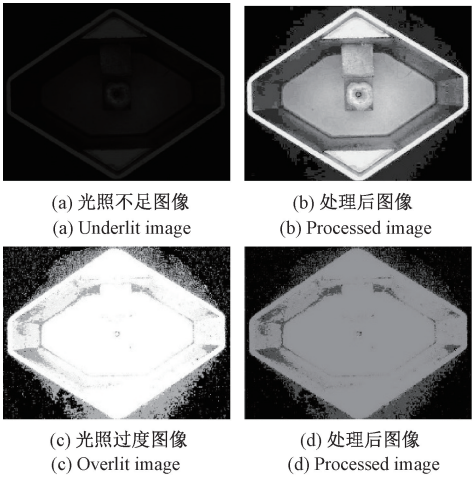 (a) 光照不足图像
(a) Underlit image
(b) 处理后图像
(b) Processed image
(c) 光照过度图像
(c) Overlit image
(d) 处理后图像
(d) Processed image